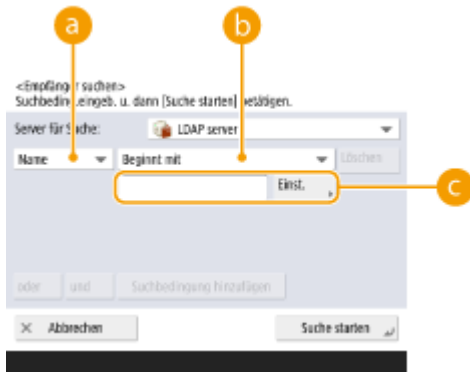 a b
<Empfänger suchen>
Suchbeding. eingeb. u. dann [Suche starten] betätigen.
Server für Suche: LDAP server
Name Beginnt mit Löschen
Einst.
c
oder und Suchbedingung hinzufügen
× Abbrechen Suche starten